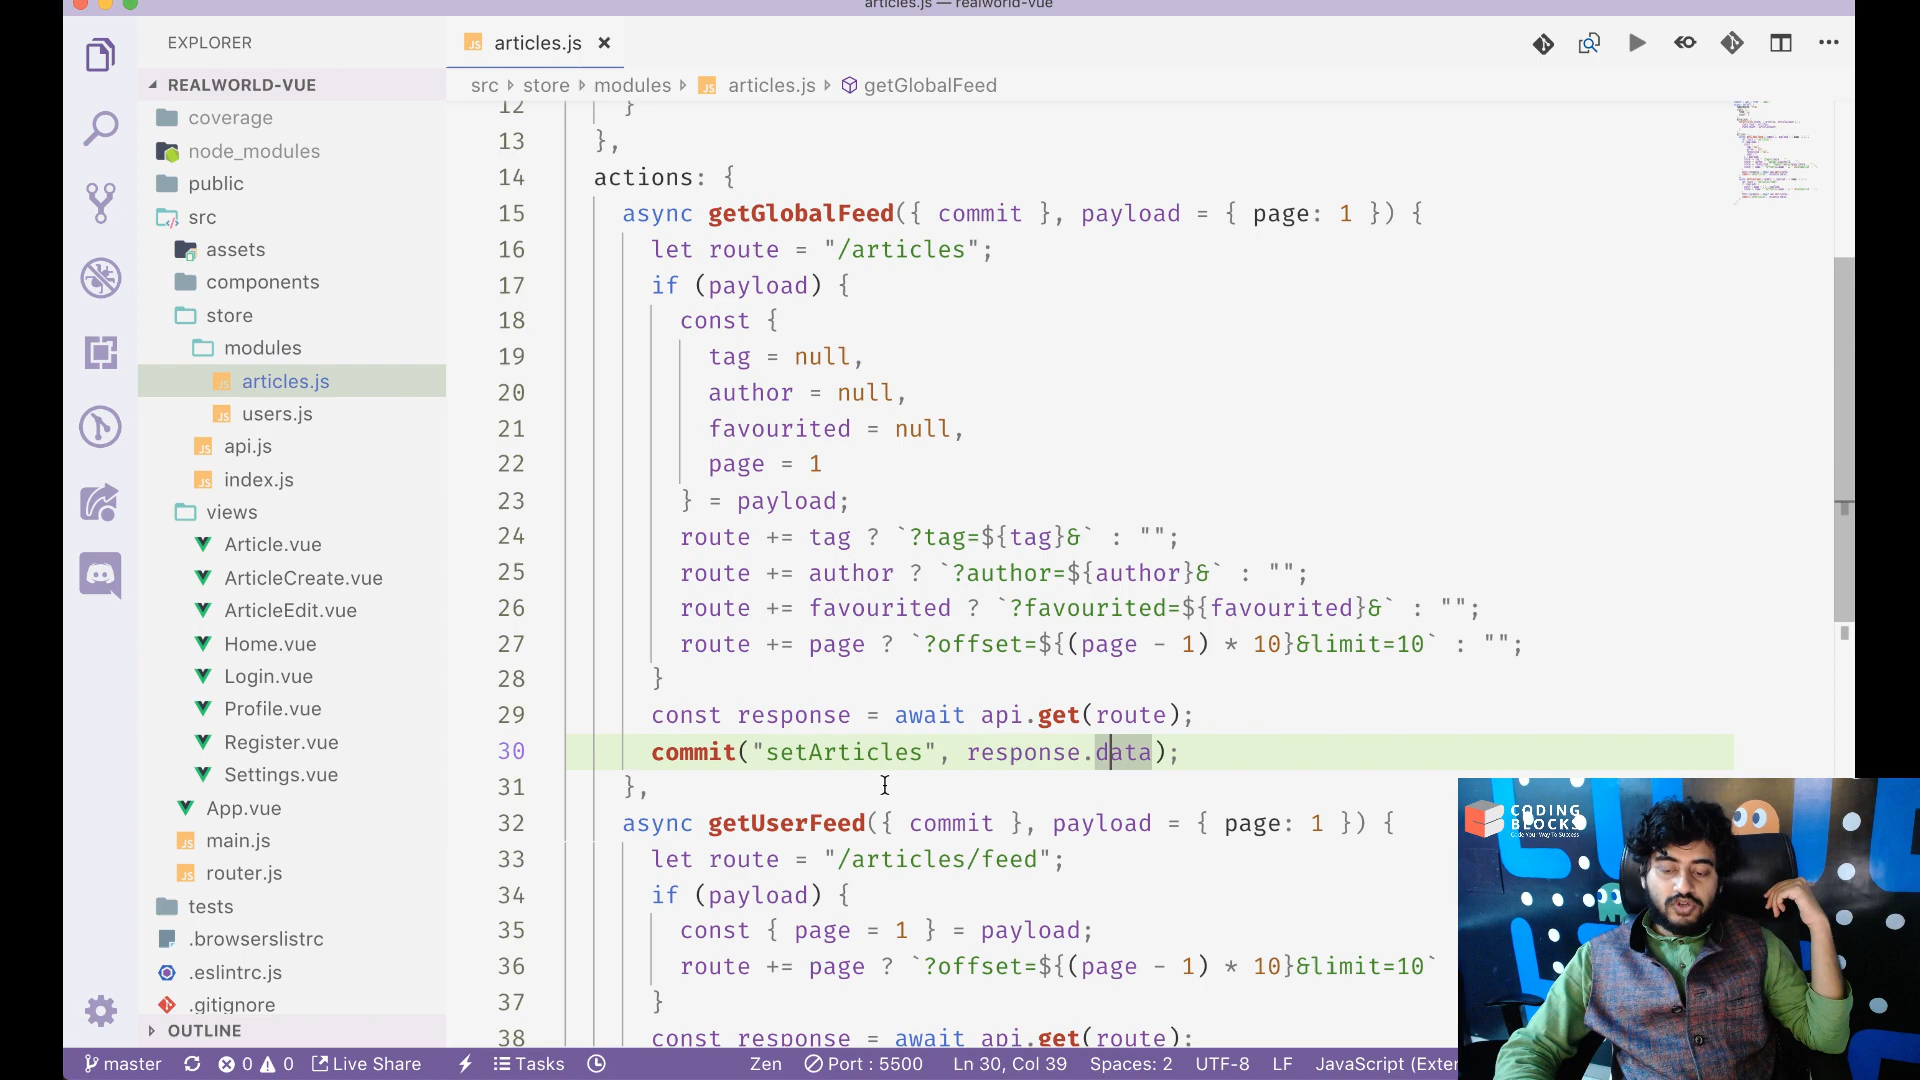 articles.js — realworld-vue
EXPLORER
REALWORLD-VUE
coverage
node_modules
public
src
assets
components
store
modules
articles.js
users.js
api.js
index.js
views
Article.vue
ArticleCreate.vue
ArticleEdit.vue
Home.vue
Login.vue
Profile.vue
Register.vue
Settings.vue
App.vue
main.js
router.js
tests
.browserslistrc
.eslintrc.js
.gitignore
OUTLINE
articles.js
src store modules articles.js getGlobalFeed
12 }
13 },
14 actions: {
15 async getGlobalFeed({ commit }, payload = { page: 1 }) {
16 let route = "/articles";
17 if (payload) {
18 const {
19 tag = null,
20 author = null,
21 favourited = null,
22 page = 1
23 } = payload;
24 route += tag ? `?tag=${tag}&` : "";
25 route += author ? `?author=${author}&` : "";
26 route += favourited ? `?favourited=${favourited}&` : "";
27 route += page ? `?offset=${(page - 1) * 10}&limit=10` : "";
28 }
29 const response = await api.get(route);
30 commit("setArticles", response.data);
31 },
32 async getUserFeed({ commit }, payload = { page: 1 }) {
33 let route = "/articles/feed";
34 if (payload) {
35 const { page = 1 } = payload;
36 route += page ? `?offset=${(page - 1) * 10}&limit=10`
37 }
38 const response = await api.get(route);
CODING
BLOCKS
Code Your Way To Success
master 0 0 Live Share Tasks Zen Port : 5500 Ln 30, Col 39 Spaces: 2 UTF-8 LF JavaScript (Exter